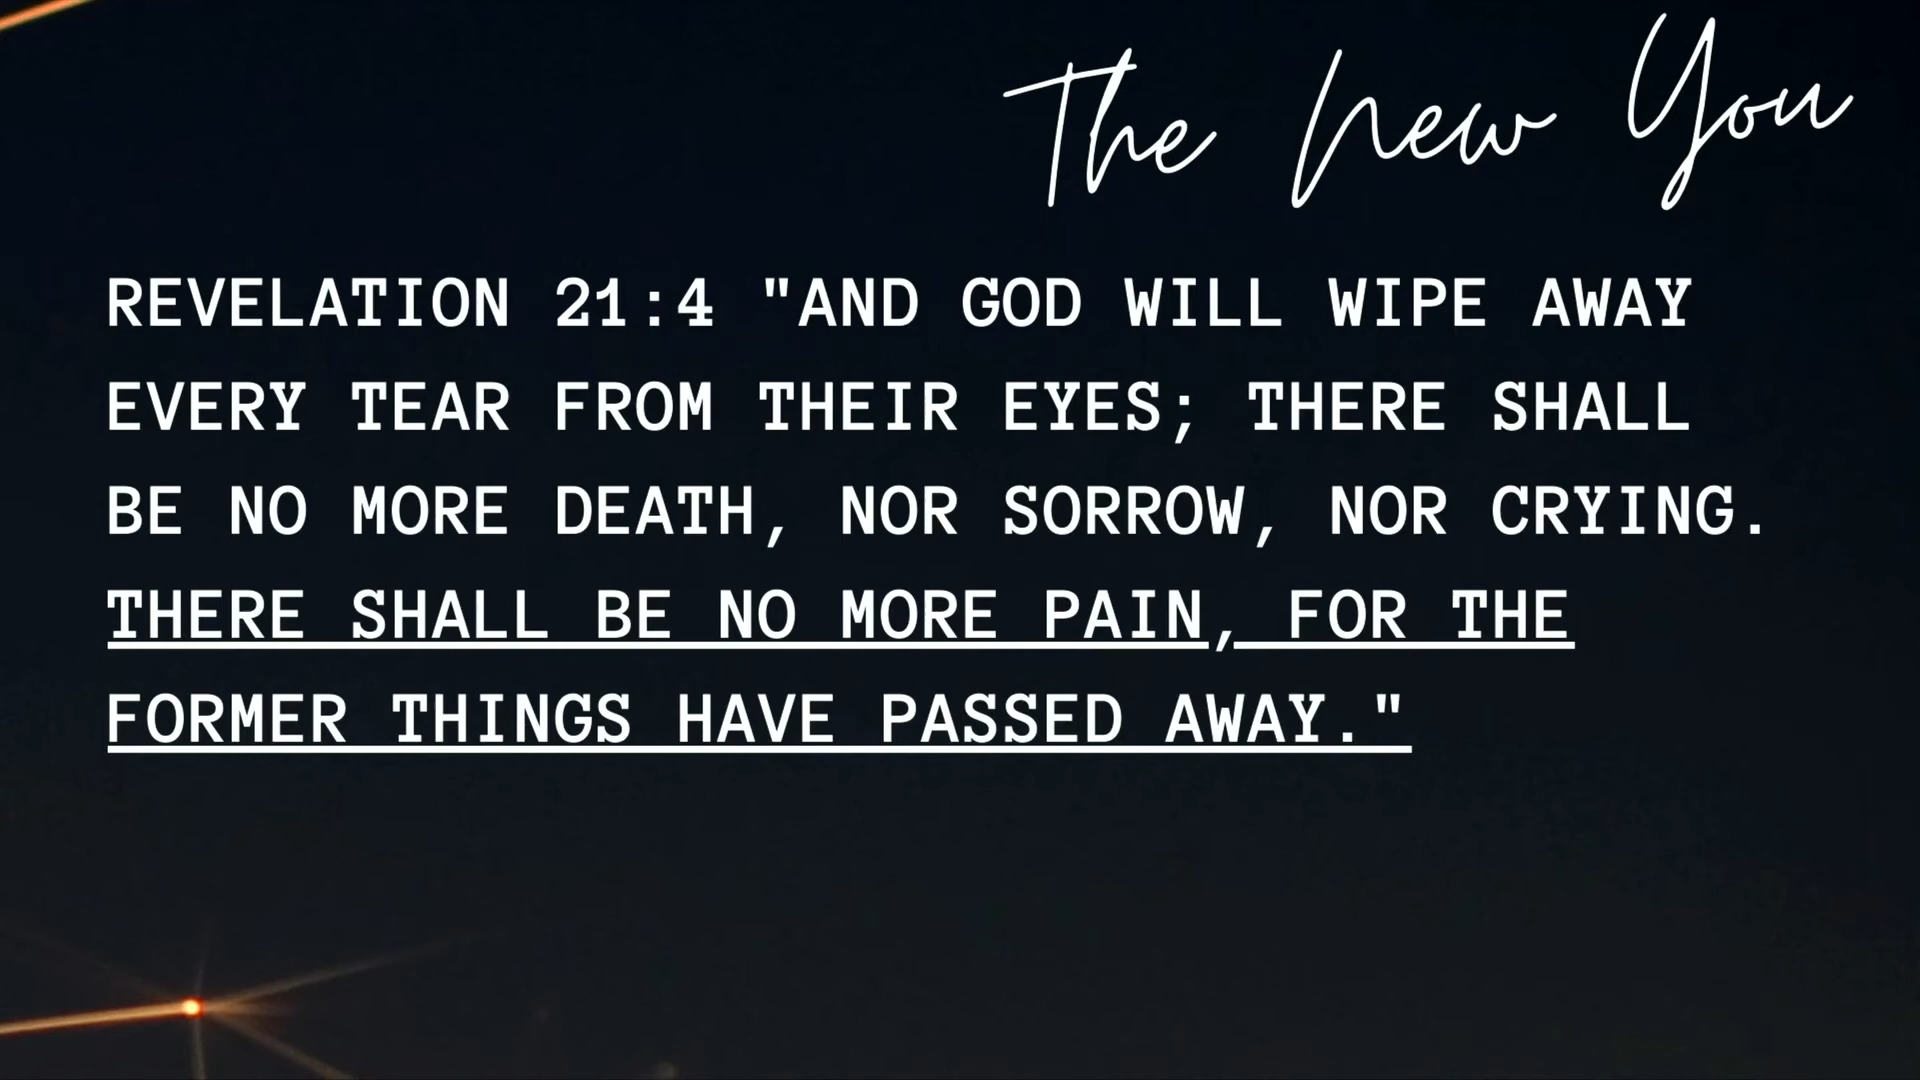 The New You
REVELATION 21:4 "AND GOD WILL WIPE AWAY
EVERY TEAR FROM THEIR EYES; THERE SHALL
BE NO MORE DEATH, NOR SORROW, NOR CRYING.
THERE SHALL BE NO MORE PAIN, FOR THE
FORMER THINGS HAVE PASSED AWAY."